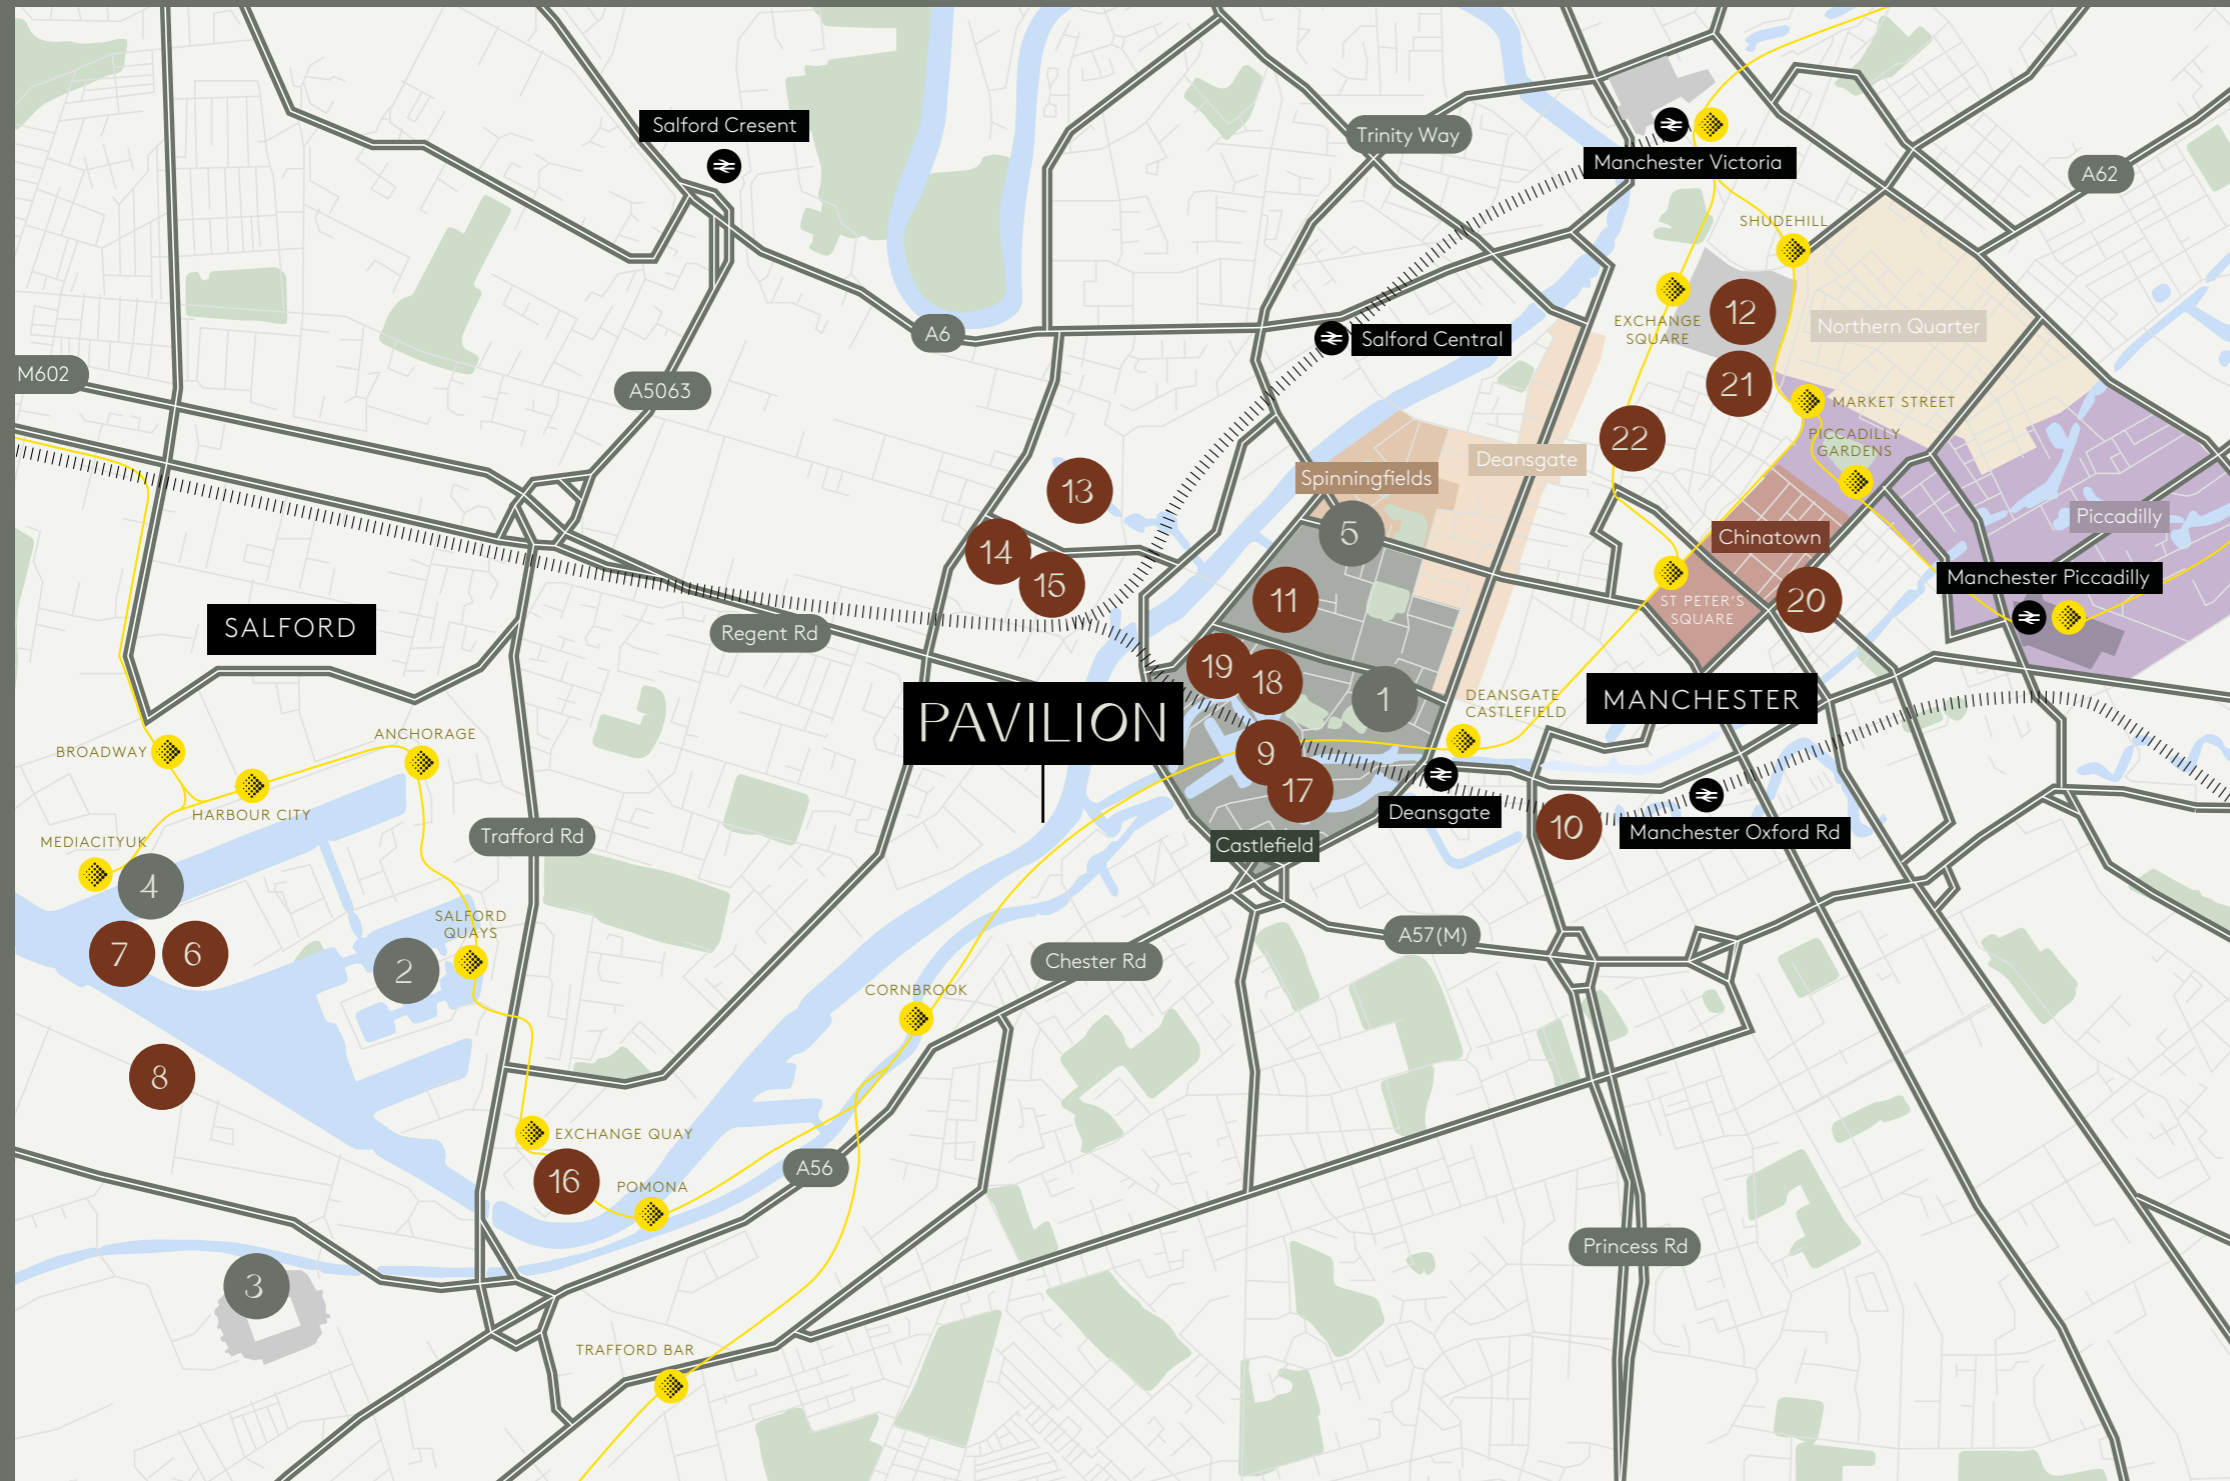 Salford Cresent
Trinity Way
Manchester Victoria
A62
SHUDEHILL
12
EXCHANGE
SQUARE
Northern Quarter
A6
Salford Central
M602
A5063
21
MARKET STREET
22
PICCADILLY
GARDENS
Deansgate
Spinningfields
13
5
Chinatown
Piccadilly
14
15
11
Manchester Piccadilly
ST PETER'S
SQUARE
20
SALFORD
Regent Rd
19
18
1
PAVILION
DEANSGATE
CASTLEFIELD
MANCHESTER
BROADWAY
ANCHORAGE
9
17
HARBOUR CITY
Deansgate
10
Manchester Oxford Rd
MEDIACITYUK
Trafford Rd
Castlefield
4
SALFORD
QUAYS
7
6
2
A57(M)
Chester Rd
CORNBROOK
8
EXCHANGE QUAY
16
POMONA
A56
Princess Rd
3
TRAFFORD BAR